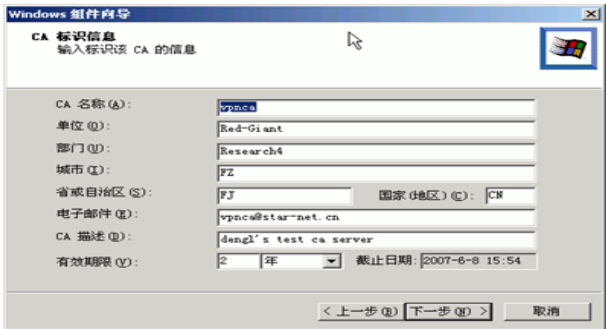 Windows 组件向导
CA 标识信息
输入标识该 CA 的信息
CA 名称(A): vpnca
单位(O): Red-Giant
部门(U): Research4
城市(I): FZ
省或自治区(S): FJ 国家(地区)(C): CN
电子邮件(E): vpnca@star-net.cn
CA 描述(D): dengl's test ca server
有效期限(V): 2 年 截止日期: 2007-6-8 15:54
< 上一步(B) 下一步(N) > 取消